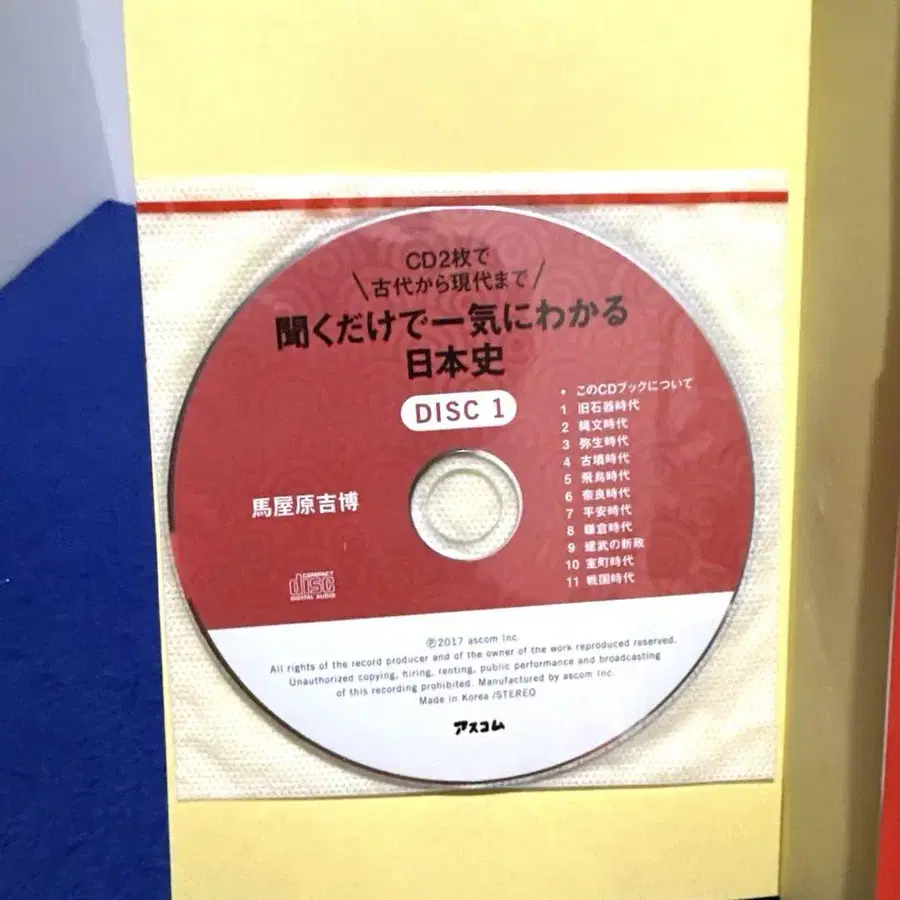 CD2枚で
古代から現代まで
聞くだけで一気にわかる
日本史
DISC 1
• このCDブックについて
1 旧石器時代
2 縄文時代
3 弥生時代
4 古墳時代
5 飛鳥時代
6 奈良時代
7 平安時代
8 鎌倉時代
9 建武の新政
10 室町時代
11 戦国時代
馬屋原吉博
COMPACT
disc
DIGITAL AUDIO
Ⓟ2017 ascom Inc.
All rights of the record producer and of the owner of the work reproduced reserved.
Unauthorized copying, hiring, renting, public performance and broadcasting
of this recording prohibited. Manufactured by ascom Inc.
Made in Korea /STEREO
アスコム